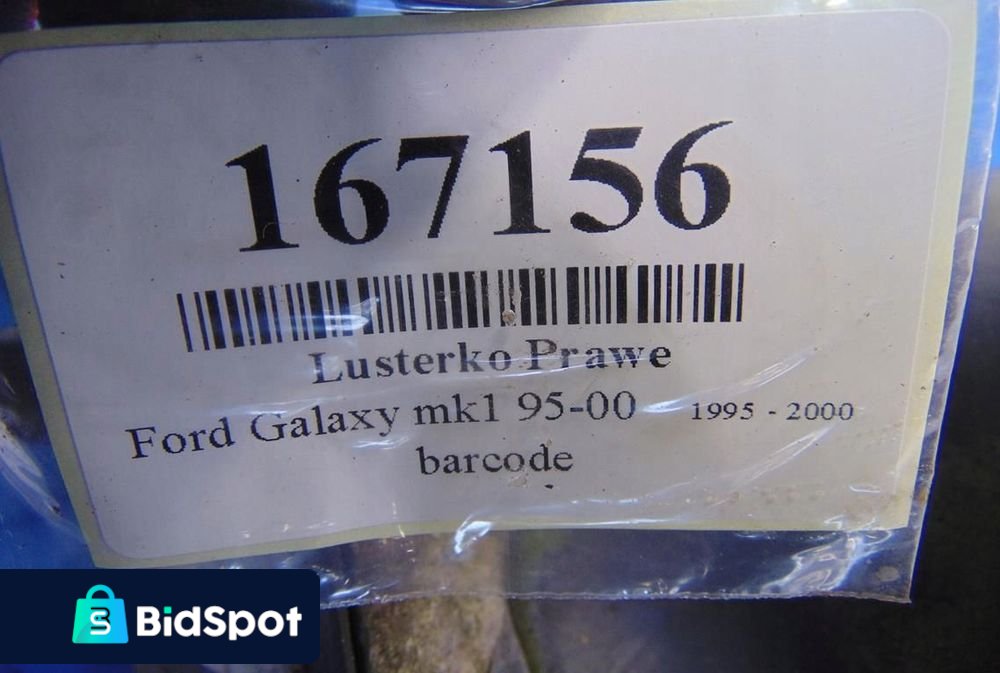 167156
Lusterko Prawe
Ford Galaxy mk1 95-00 1995 - 2000
barcode
BidSpot